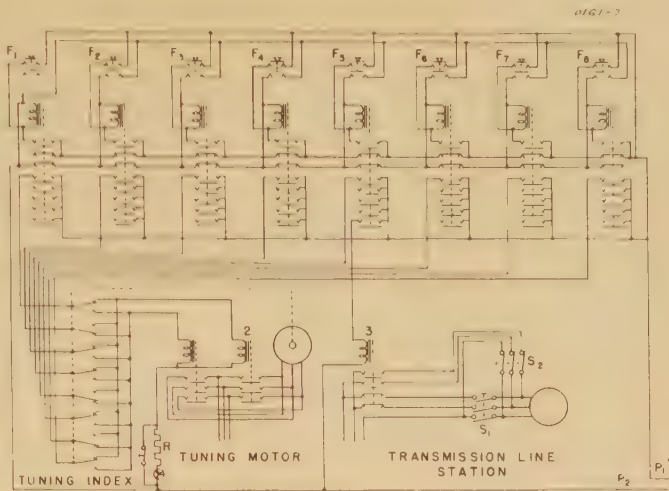 F1 F2 F3 F4 F5 F6 F7 F8
2 3
S2
S1
R
TUNING MOTOR
TRANSMISSION LINE
STATION
TUNING INDEX
P1
P2